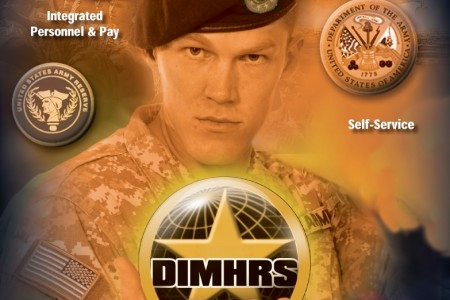 Integrated
Personnel & Pay
DEPARTMENT OF THE ARMY
UNITED STATES OF AMERICA
1775
UNITED STATES ARMY RESERVE
Self-Service
DIMHRS